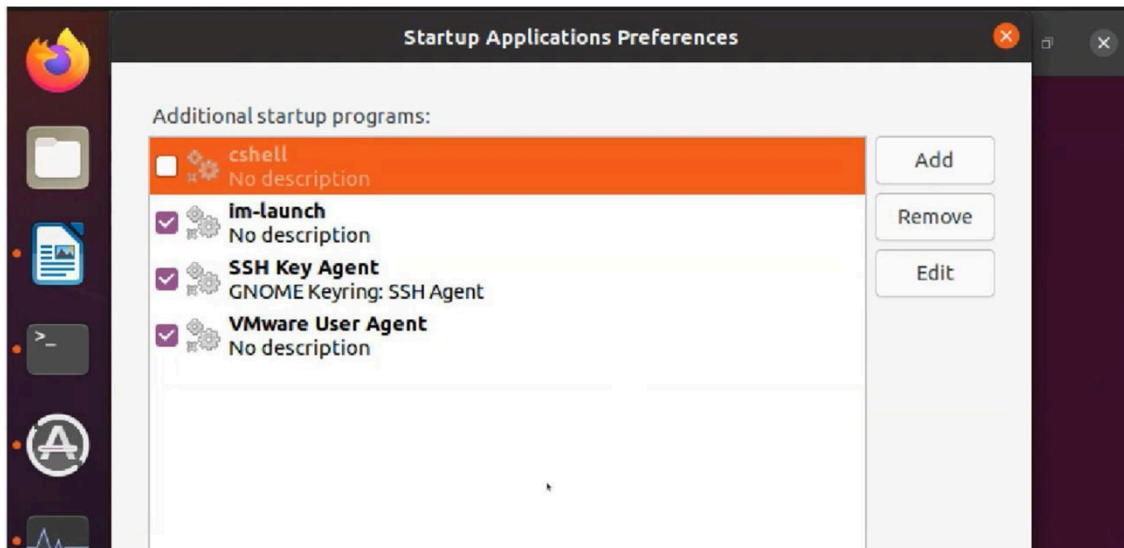 Startup Applications Preferences
Additional startup programs:
cshell
No description
Add
im-launch
No description
Remove
SSH Key Agent
GNOME Keyring: SSH Agent
Edit
VMware User Agent
No description